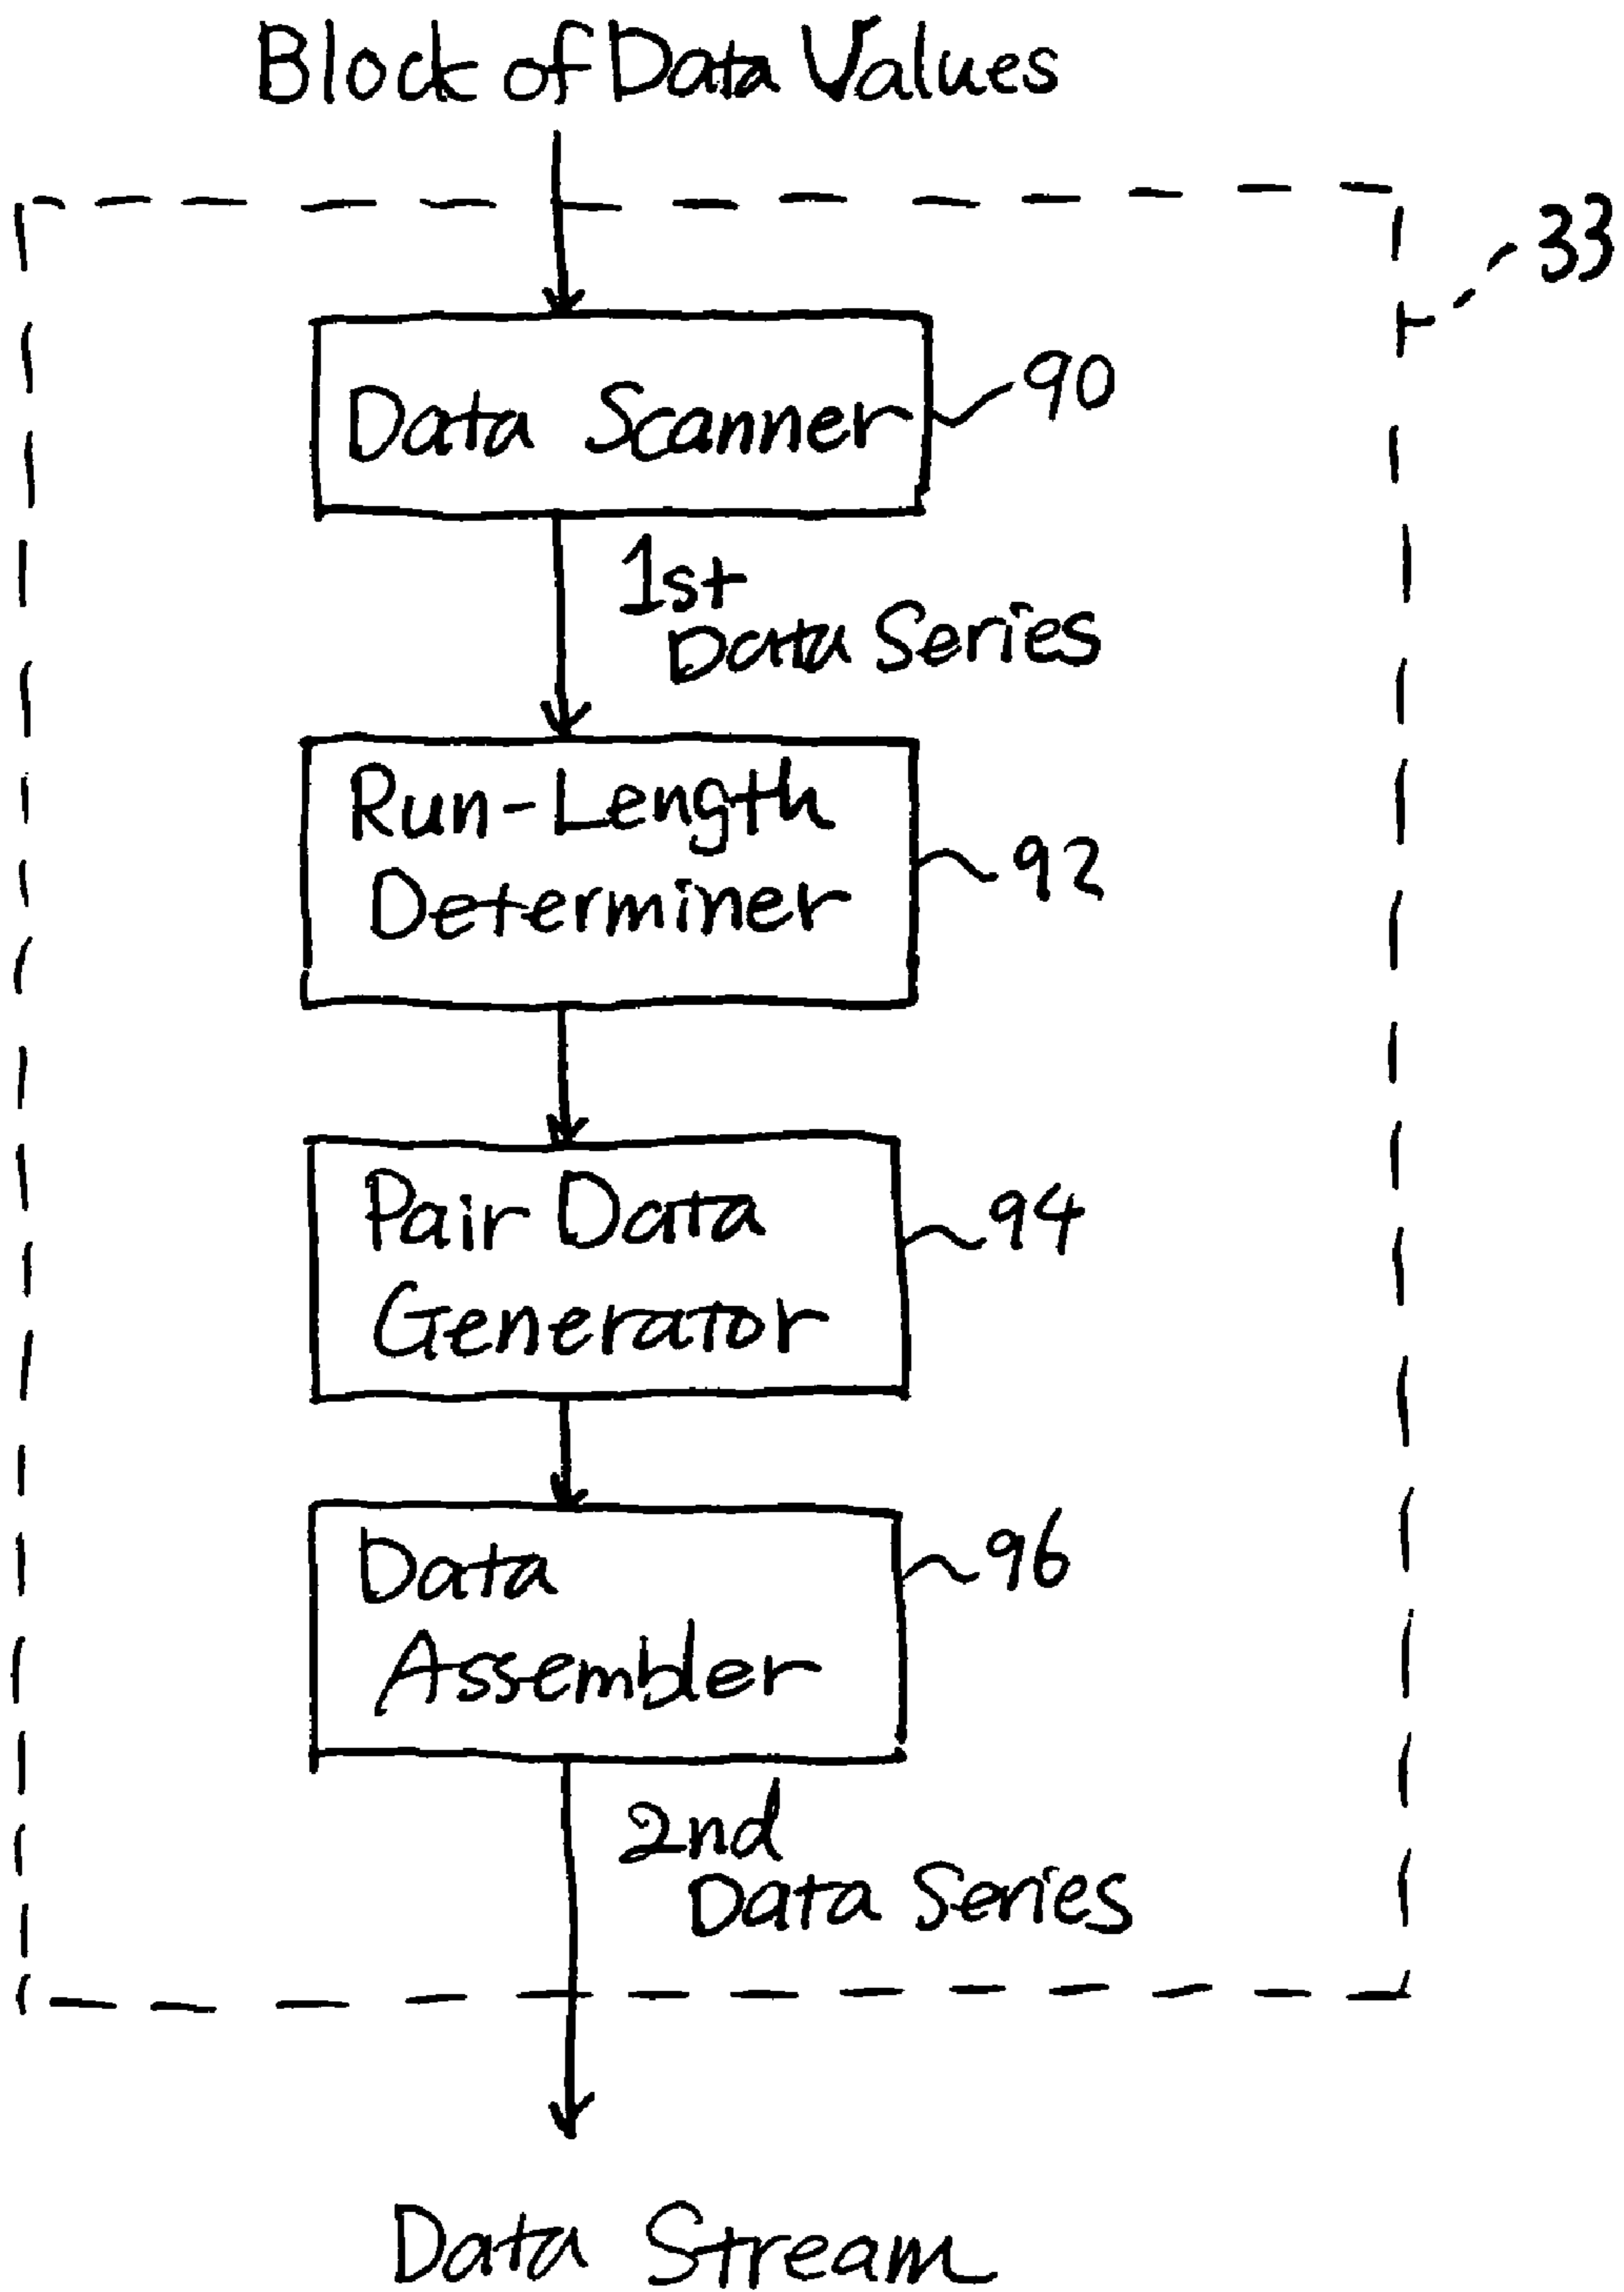 Block of Data Values
33
Data Scanner
90
1st
Data Series
Run-Length
Determiner
92
Pair Data
Generator
94
Data
Assembler
96
2nd
Data Series
Data Stream